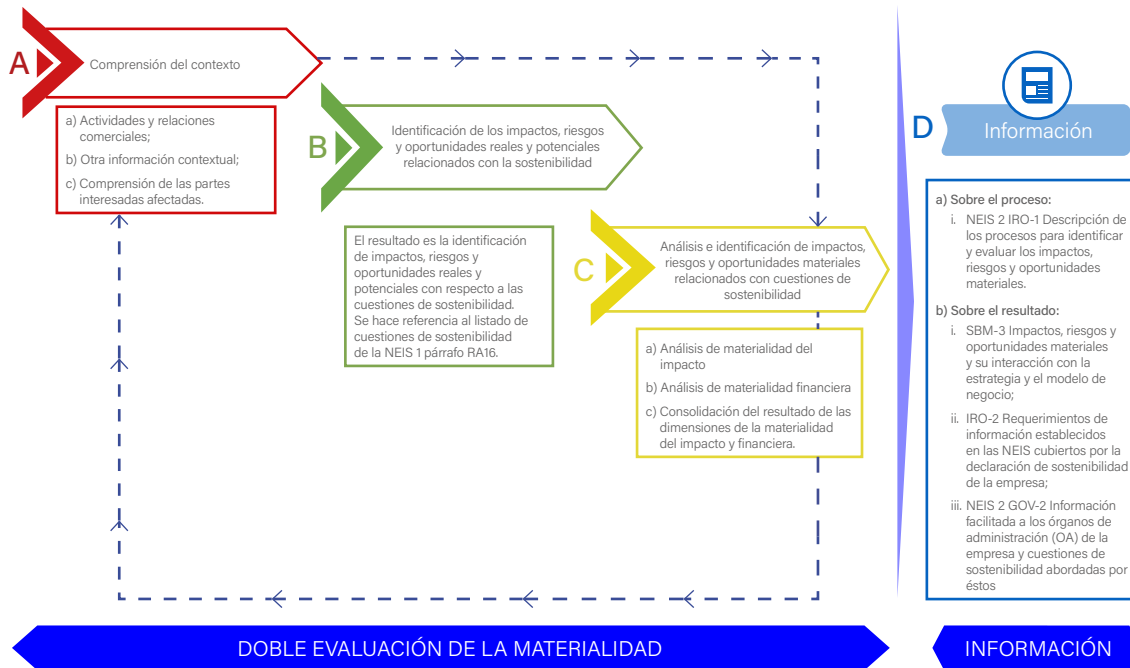 A
Comprensión del contexto
a) Actividades y relaciones
comerciales;
b) Otra información contextual;
c) Comprensión de las partes
interesadas afectadas.
B
Identificación de los impactos, riesgos
y oportunidades reales y potenciales
relacionados con la sostenibilidad
El resultado es la identificación
de impactos, riesgos y
oportunidades reales y
potenciales con respecto a las
cuestiones de sostenibilidad.
Se hace referencia al listado de
cuestiones de sostenibilidad
de la NEIS 1 párrafo RA16.
C
Análisis e identificación de impactos,
riesgos y oportunidades materiales
relacionados con cuestiones de
sostenibilidad
a) Análisis de materialidad del
impacto
b) Análisis de materialidad financiera
c) Consolidación del resultado de las
dimensiones de la materialidad
del impacto y financiera.
D
Información
a) Sobre el proceso:
i. NEIS 2 IRO-1 Descripción de
los procesos para identificar
y evaluar los impactos,
riesgos y oportunidades
materiales.
b) Sobre el resultado:
i. SBM-3 Impactos, riesgos y
oportunidades materiales
y su interacción con la
estrategia y el modelo de
negocio;
ii. IRO-2 Requerimientos de
información establecidos
en las NEIS cubiertos por la
declaración de sostenibilidad
de la empresa;
iii. NEIS 2 GOV-2 Información
facilitada a los órganos de
administración (OA) de la
empresa y cuestiones de
sostenibilidad abordadas por
éstos
DOBLE EVALUACIÓN DE LA MATERIALIDAD
INFORMACIÓN